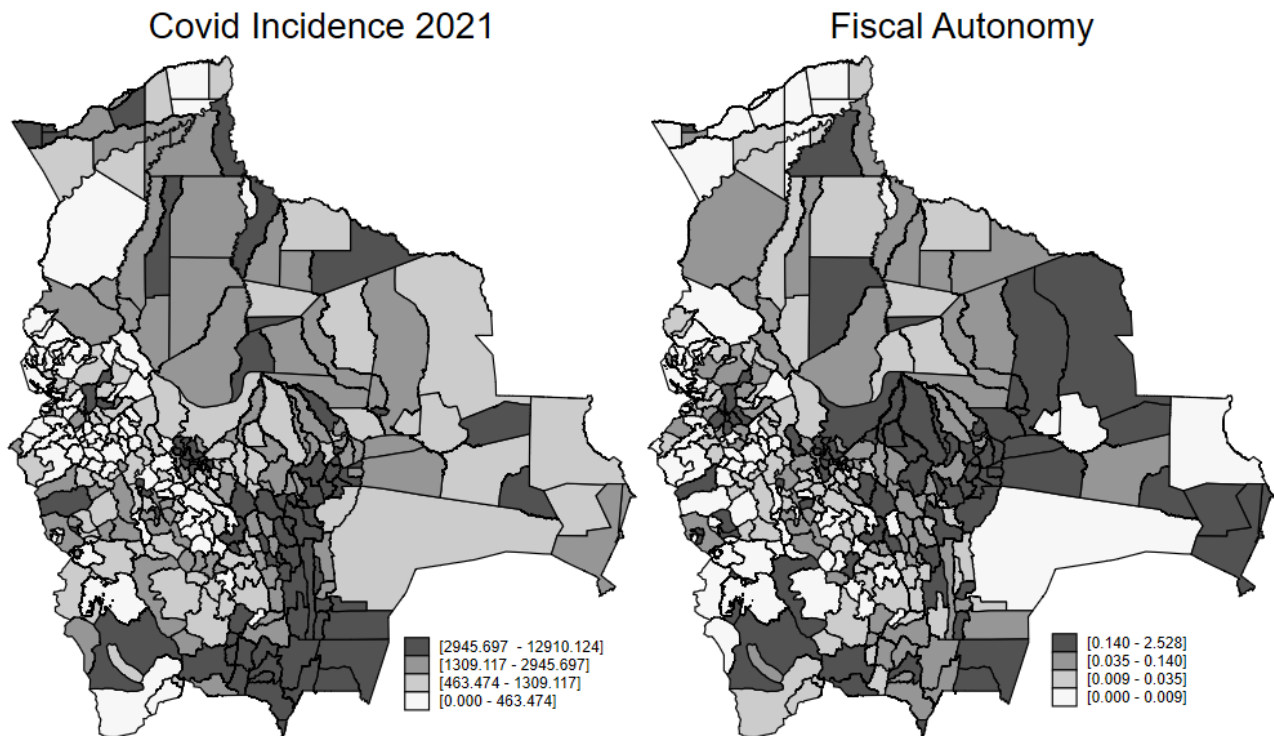 Covid Incidence 2021
Fiscal Autonomy
[2945.697 - 12910.124]
[1309.117 - 2945.697]
[463.474 - 1309.117]
[0.000 - 463.474]
[0.140 - 2.528]
[0.035 - 0.140]
[0.009 - 0.035]
[0.000 - 0.009]